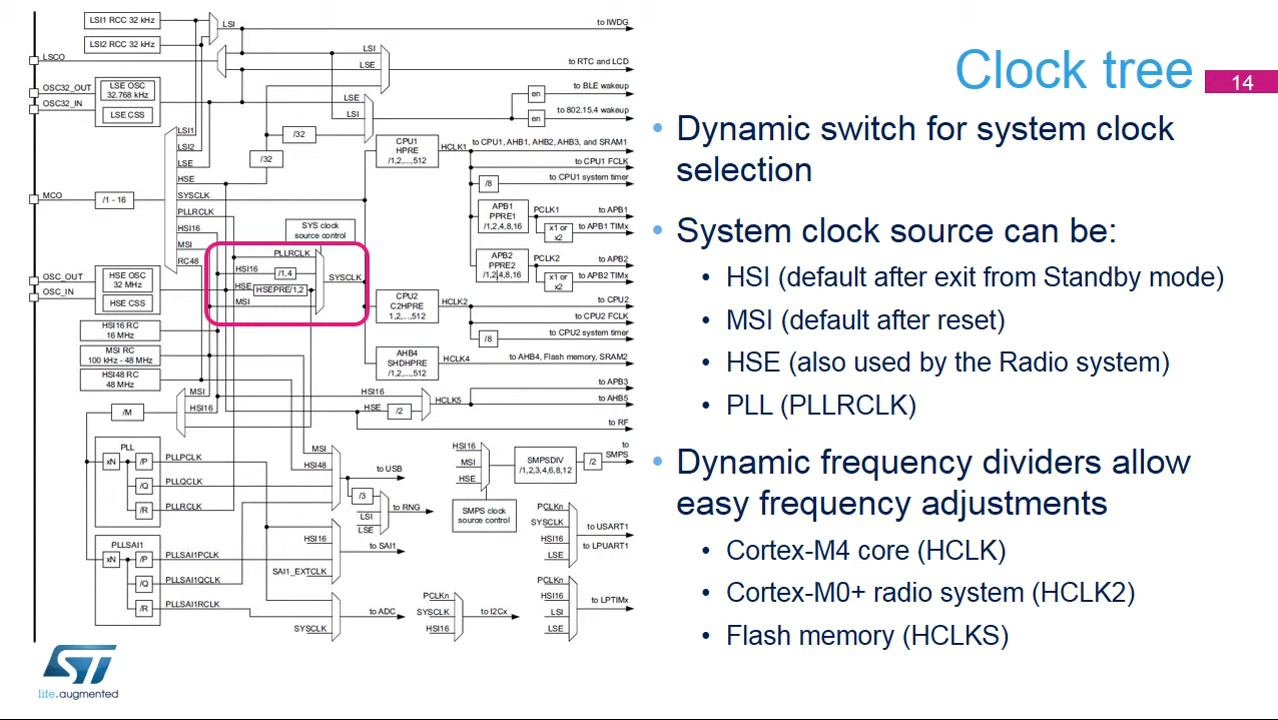 Clock tree
14
• Dynamic switch for system clock
selection
• System clock source can be:
• HSI (default after exit from Standby mode)
• MSI (default after reset)
• HSE (also used by the Radio system)
• PLL (PLLRCLK)
• Dynamic frequency dividers allow
easy frequency adjustments
• Cortex-M4 core (HCLK)
• Cortex-M0+ radio system (HCLK2)
• Flash memory (HCLKS)
LSI1 RCC 32 kHz
LSI2 RCC 32 kHz
LSI
to IWDG
LSCO
LSI
LSE
to RTC and LCD
OSC32_OUT
OSC32_IN
LSE OSC
32.768 kHz
LSE CSS
LSE
LSI
en
to BLE wakeup
en
to 802.15.4 wakeup
/32
/32
LSI1
LSI2
LSE
HSE
SYSCLK
PLLRCLK
HSI16
MSI
RC48
MCO
/1 - 16
CPU1
HPRE
/1,2,...,512
HCLK1
to CPU1, AHB1, AHB2, AHB3, and SRAM1
to CPU1 FCLK
/8
to CPU1 system timer
APB1
PPRE1
/1,2,4,8,16
PCLK1
to APB1
x1 or
x2
to APB1 TIMx
APB2
PPRE2
/1,2,4,8,16
PCLK2
to APB2
x1 or
x2
to APB2 TIMx
SYS clock
source control
PLLRCLK
HSI16
/1,4
HSE
HSEPRE/1,2
MSI
SYSCLK
OSC_OUT
OSC_IN
HSE OSC
32 MHz
HSE CSS
HSI16 RC
16 MHz
MSI RC
100 kHz - 48 MHz
HSI48 RC
48 MHz
CPU2
C2HPRE
1,2,...,512
HCLK2
to CPU2
to CPU2 FCLK
/8
to CPU2 system timer
AHB4
SHDHPRE
/1,2,...,512
HCLK4
to AHB4, Flash memory, SRAM2
MSI
HSI16
/M
HSI16
HSE
/2
HCLK5
to APB3
to AHB5
to RF
PLL
xN
/P
/Q
/R
PLLPCLK
PLLQCLK
PLLRCLK
MSI
HSI48
to USB
/3
LSI
LSE
to RNG
HSI16
MSI
HSE
SMPSDIV
/1,2,3,4,6,8,12
/2
to
SMPS
SMPS clock
source control
PLLSAI1
xN
/P
/Q
/R
PLLSAI1PCLK
PLLSAI1QCLK
PLLSAI1RCLK
HSI16
SAI1_EXTCLK
to SAI1
SYSCLK
to ADC
PCLKn
SYSCLK
HSI16
to I2Cx
PCLKn
SYSCLK
HSI16
LSE
to USART1
to LPUART1
PCLKn
HSI16
LSI
LSE
to LPTIMx
ST
life.augmented